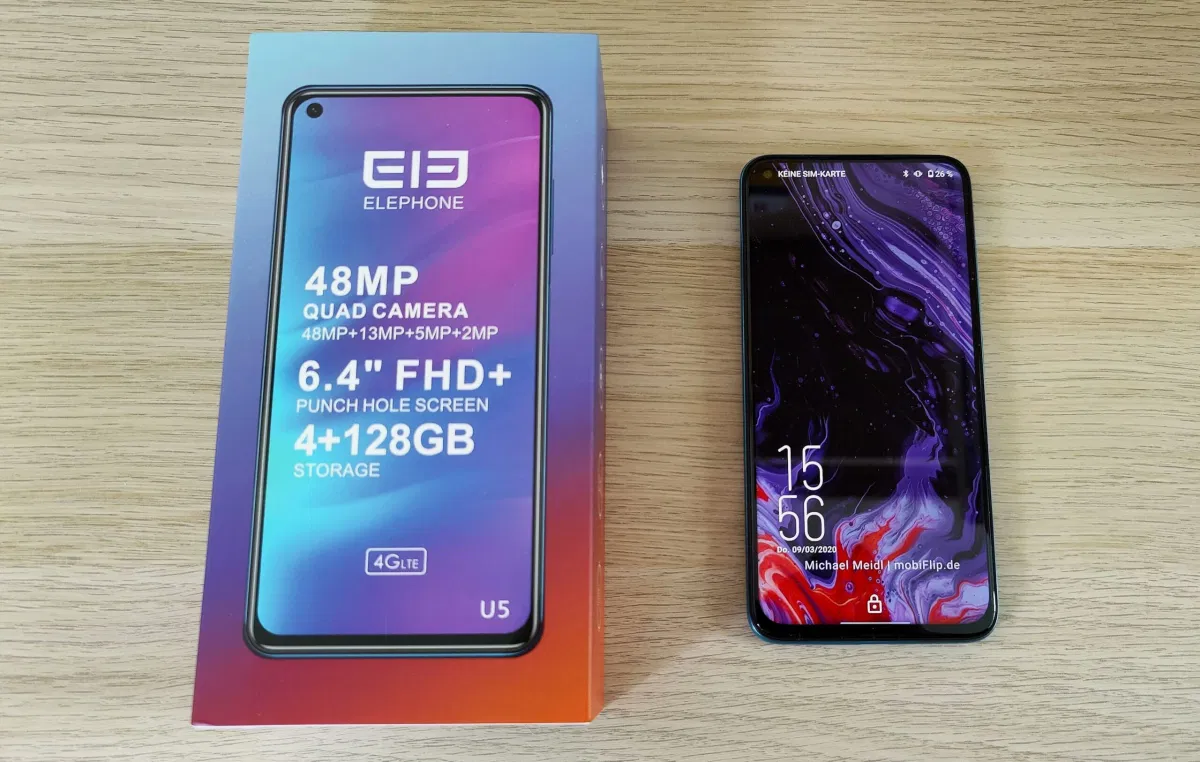 EIE
ELEPHONE
48MP
QUAD CAMERA
48MP+13MP+5MP+2MP
6.4" FHD+
PUNCH HOLE SCREEN
4+128GB
STORAGE
4GLTE
U5
KEINE SIM-KARTE
26 %
15
56
Do. 09/03/2020
Michael Meidl | mobiFlip.de